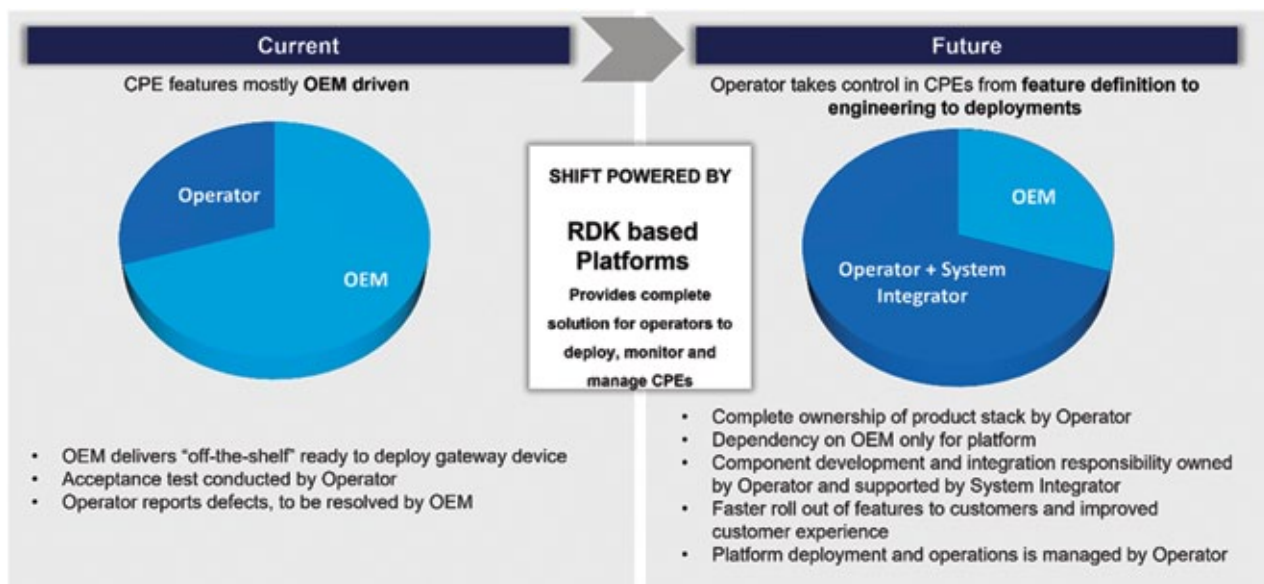 Current
CPE features mostly OEM driven
Operator
OEM
• OEM delivers “off-the-shelf” ready to deploy gateway device
• Acceptance test conducted by Operator
• Operator reports defects, to be resolved by OEM
SHIFT POWERED BY
RDK based
Platforms
Provides complete
solution for operators to
deploy, monitor and
manage CPEs
Future
Operator takes control in CPEs from feature definition to
engineering to deployments
OEM
Operator + System
Integrator
• Complete ownership of product stack by Operator
• Dependency on OEM only for platform
• Component development and integration responsibility owned
by Operator and supported by System Integrator
• Faster roll out of features to customers and improved
customer experience
• Platform deployment and operations is managed by Operator